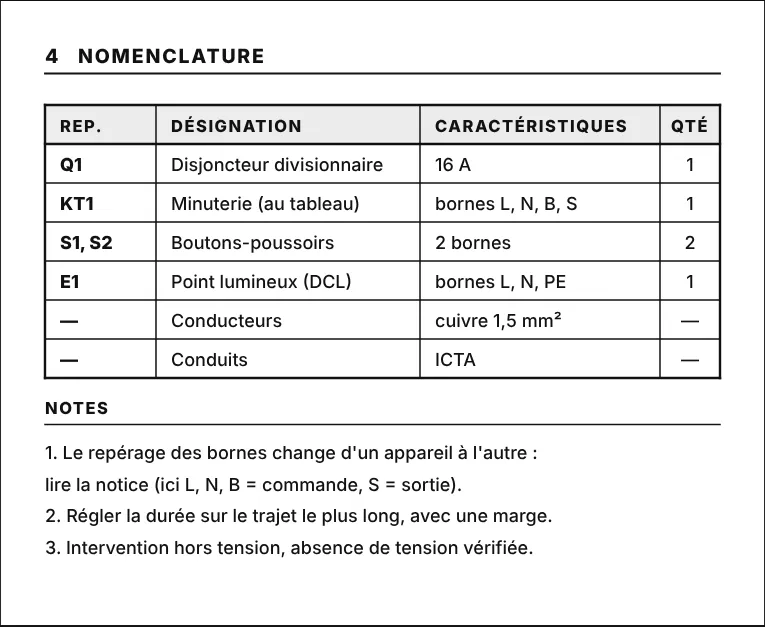 4 NOMENCLATURE
REP. DÉSIGNATION CARACTÉRISTIQUES QTÉ
Q1 Disjoncteur divisionnaire 16 A 1
KT1 Minuterie (au tableau) bornes L, N, B, S 1
S1, S2 Boutons-poussoirs 2 bornes 2
E1 Point lumineux (DCL) bornes L, N, PE 1
— Conducteurs cuivre 1,5 mm² —
— Conduits ICTA —
NOTES
1. Le repérage des bornes change d'un appareil à l'autre :
lire la notice (ici L, N, B = commande, S = sortie).
2. Régler la durée sur le trajet le plus long, avec une marge.
3. Intervention hors tension, absence de tension vérifiée.